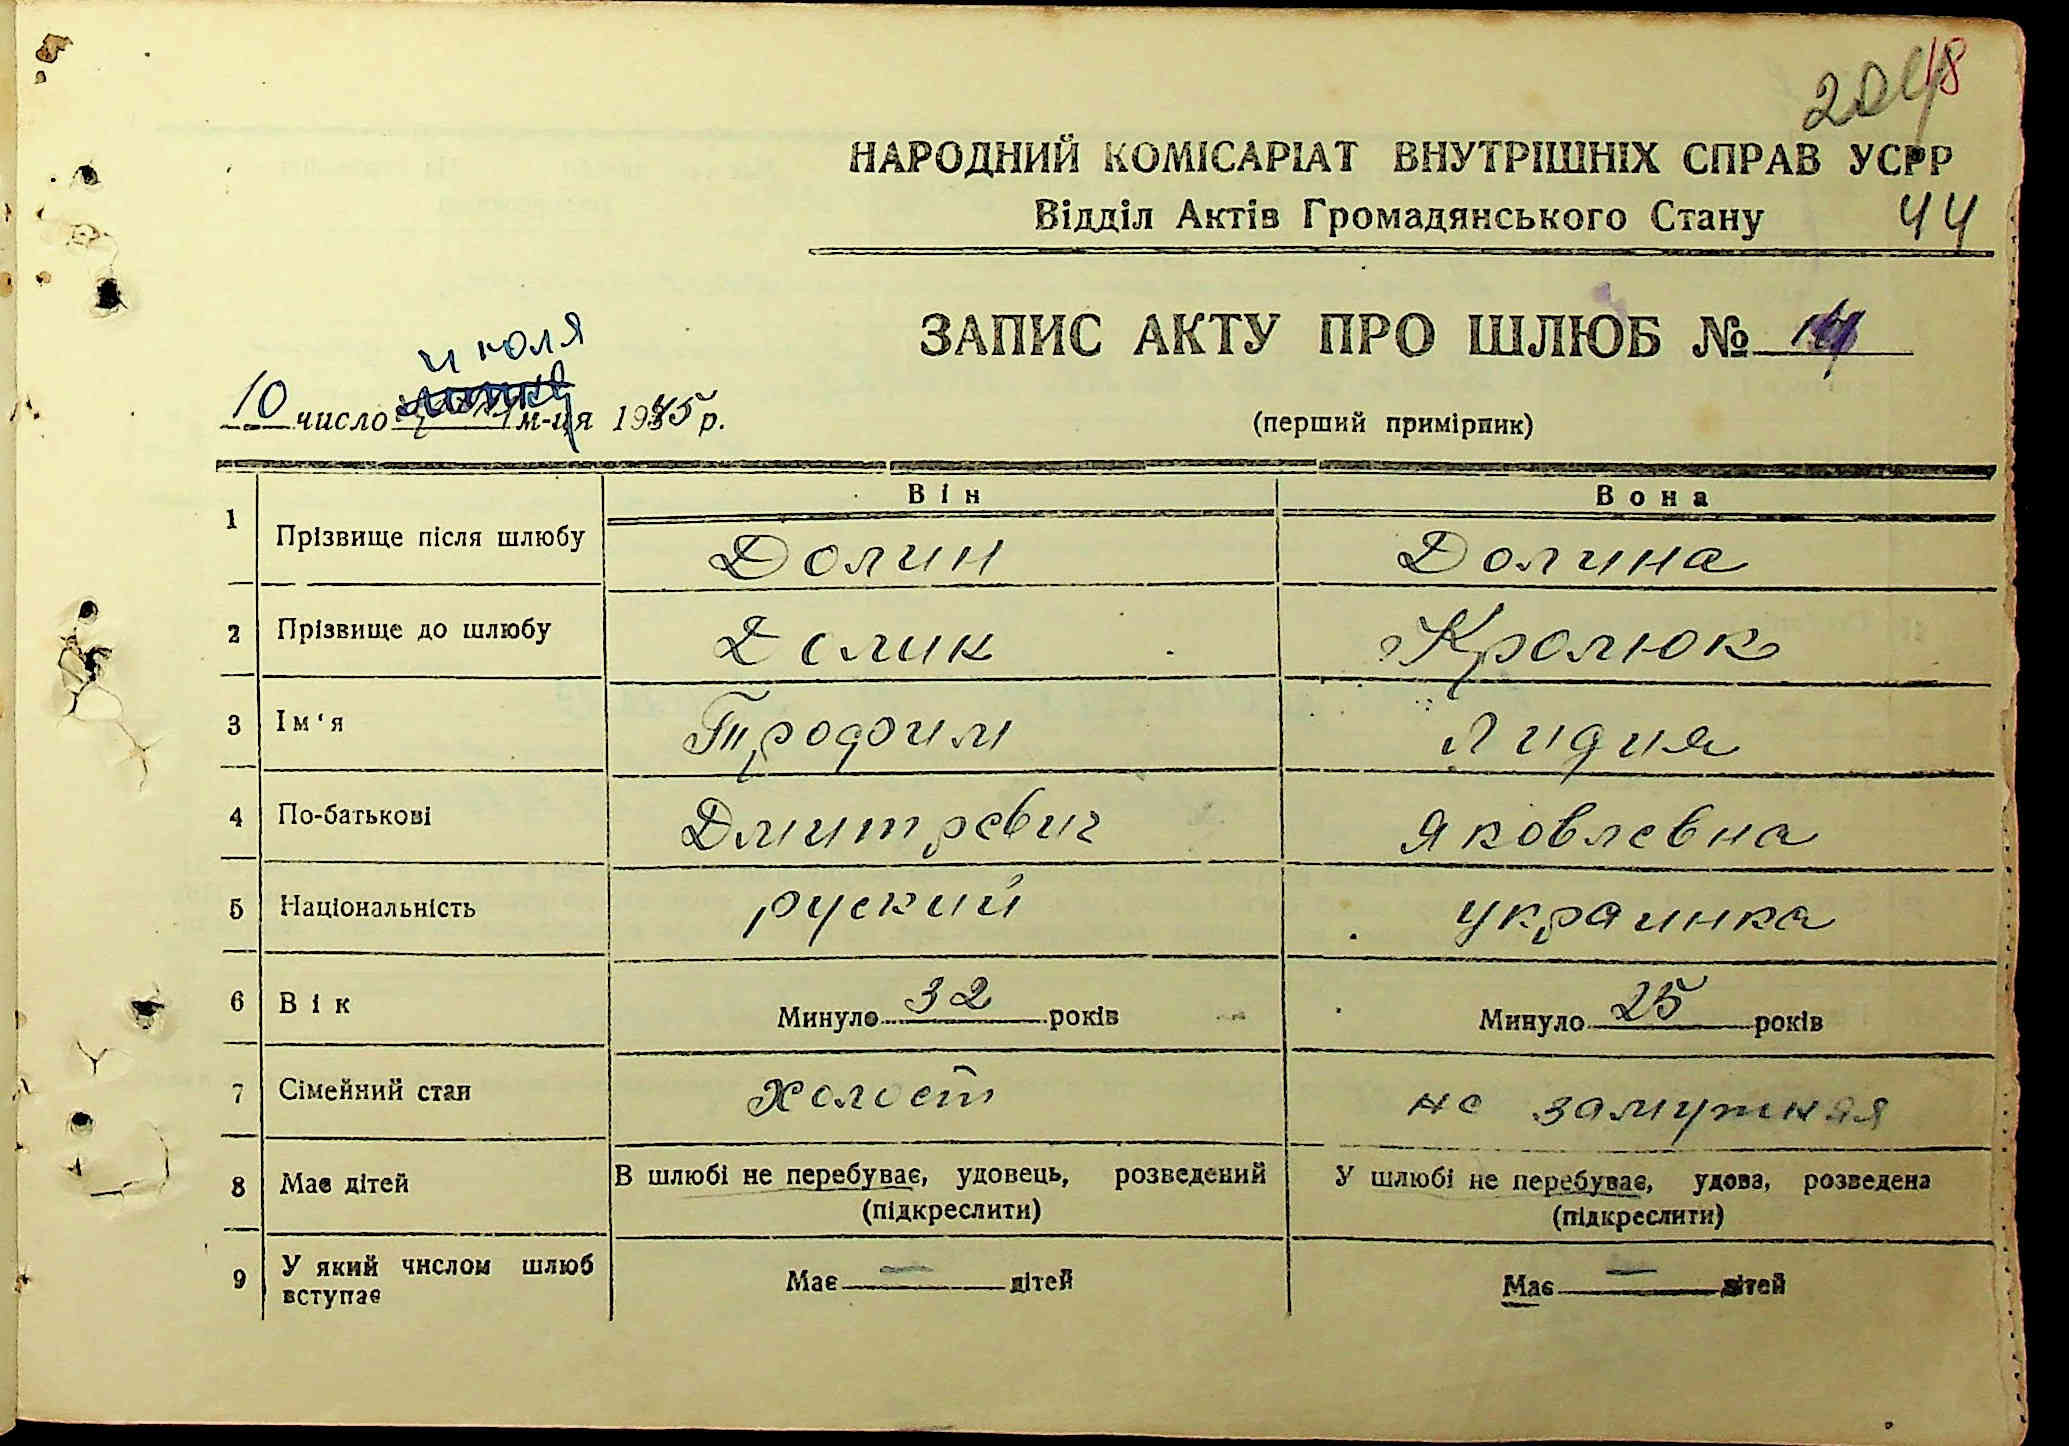 204
18
НАРОДНИЙ КОМІСАРІАТ ВНУТРІШНІХ СПРАВ УСРР
Відділ Актів Громадянського Стану 44
ЗАПИС АКТУ ПРО ШЛЮБ №
июля
10 число м-ця 1945 р.
(перший примірник)
Він Вона
1 Прізвище після шлюбу Долин Долина
2 Прізвище до шлюбу Долин Кролюк
3 Ім‘я Трофим Лидия
4 По-батькові Дмитревич Яковлевна
5 Національність руский украинка
6 Вік Минуло 32 років Минуло 25 років
7 Сімейний стан Холост не замужняя
8 Має дітей В шлюбі не перебуває, удовець, розведений У шлюбі не перебуває, удова, розведена
(підкреслити) (підкреслити)
9 У який числом шлюб
вступає Має — дітей Має — дітей